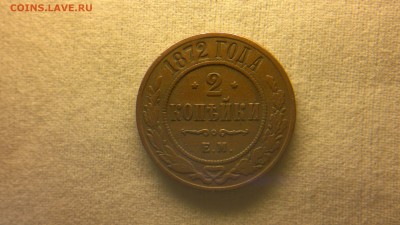 COINS.LAVE.RU
1872 ГОДА
* 2 *
КОПѢЙКИ
Е.М.